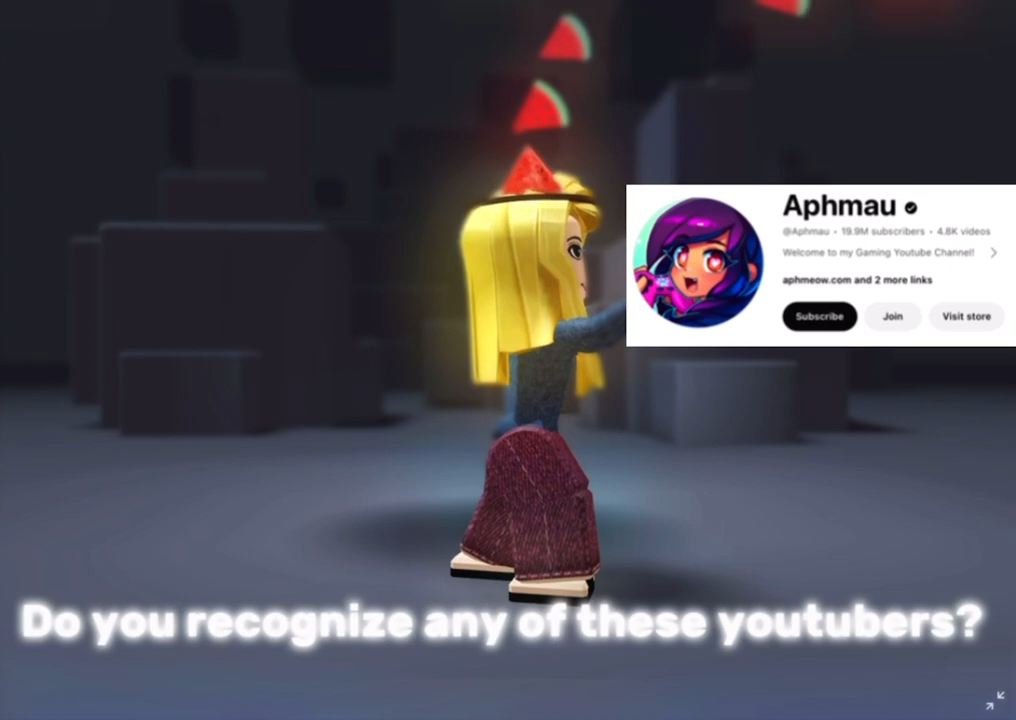 Aphmau
@Aphmau • 19.9M subscribers • 4.8K videos
Welcome to my Gaming Youtube Channel!
aphmeow.com and 2 more links
Subscribe Join Visit store
Do you recognize any of these youtubers?